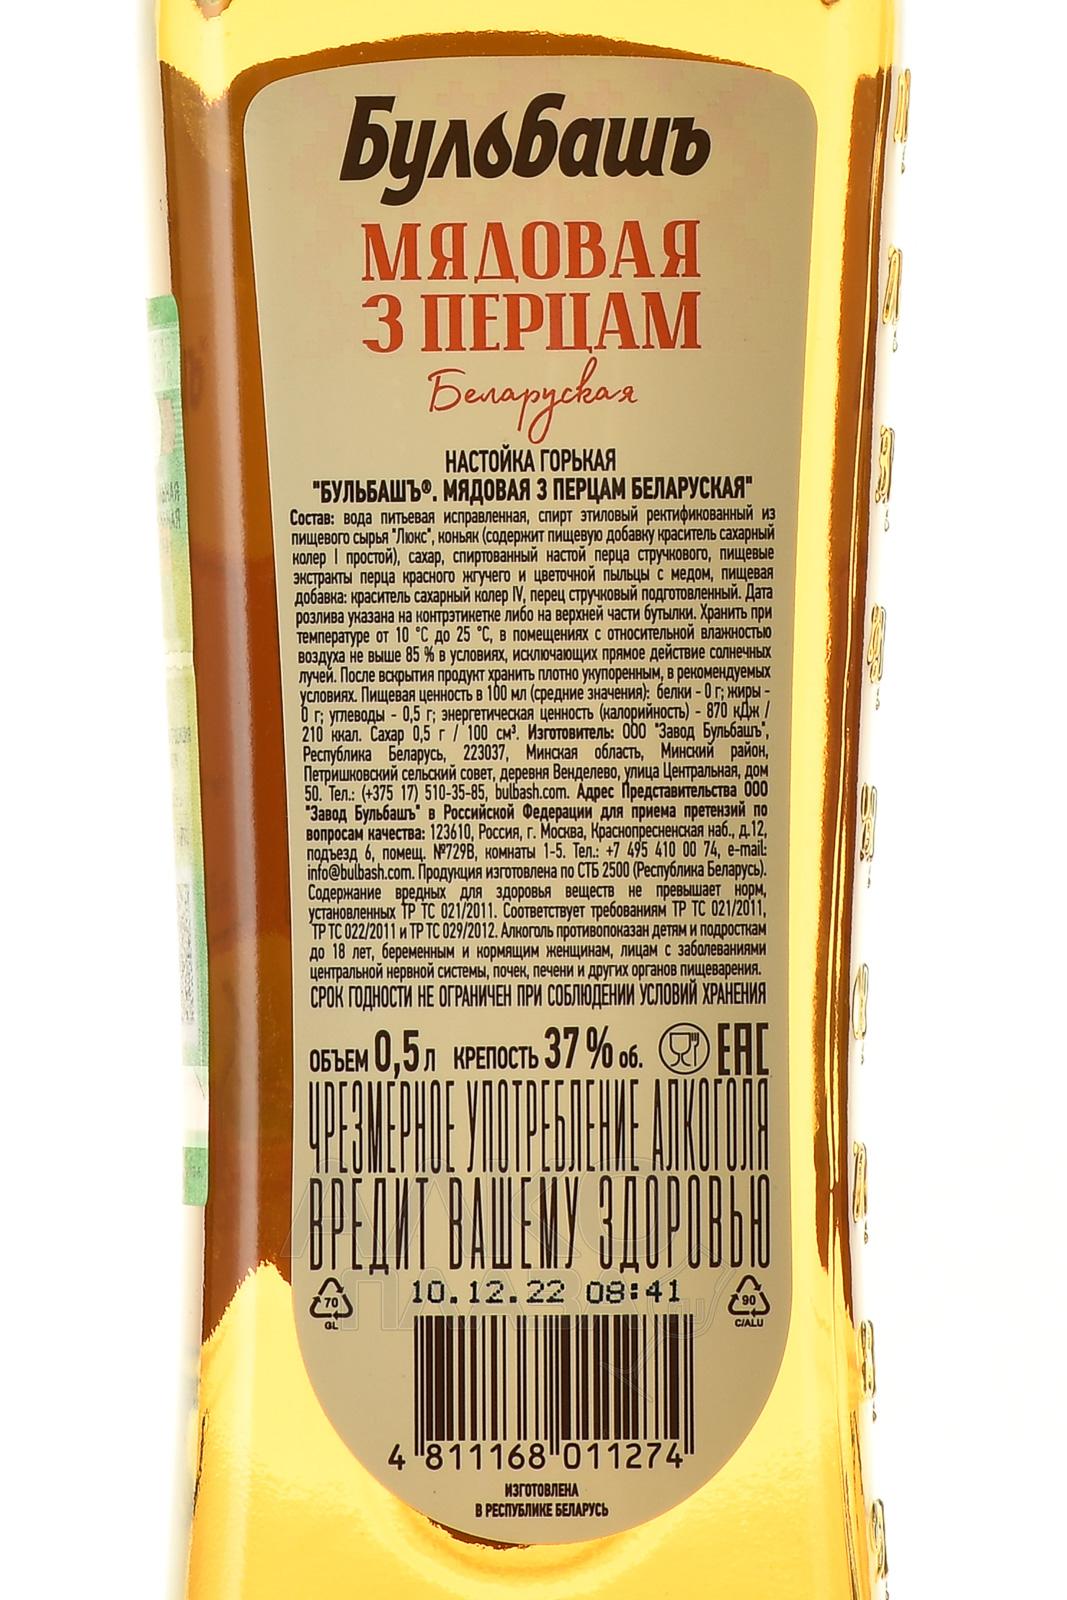 Бульбашъ
МЯДОВАЯ
З ПЕРЦАМ
Беларуская
НАСТОЙКА ГОРЬКАЯ
"БУЛЬБАШЪ®. МЯДОВАЯ З ПЕРЦАМ БЕЛАРУСКАЯ"
Состав: вода питьевая исправленная, спирт этиловый ректификованный из
пищевого сырья "Люкс", коньяк (содержит пищевую добавку краситель сахарный
колер I простой), сахар, спиртованный настой перца стручкового, пищевые
экстракты перца красного жгучего и цветочной пыльцы с медом, пищевая
добавка: краситель сахарный колер IV, перец стручковый подготовленный. Дата
розлива указана на контрэтикетке либо на верхней части бутылки. Хранить при
температуре от 10 °С до 25 °С, в помещениях с относительной влажностью
воздуха не выше 85 % в условиях, исключающих прямое действие солнечных
лучей. После вскрытия продукт хранить плотно укупоренным, в рекомендуемых
условиях. Пищевая ценность в 100 мл (средние значения): белки - 0 г; жиры -
0 г; углеводы - 0,5 г; энергетическая ценность (калорийность) - 870 кДж /
210 ккал. Сахар 0,5 г / 100 см³. Изготовитель: ООО "Завод Бульбашъ",
Республика Беларусь, 223037, Минская область, Минский район,
Петришковский сельский совет, деревня Венделево, улица Центральная, дом
50. Тел.: (+375 17) 510-35-85, bulbash.com. Адрес Представительства ООО
"Завод Бульбашъ" в Российской Федерации для приема претензий по
вопросам качества: 123610, Россия, г. Москва, Краснопресненская наб., д.12,
подъезд 6, помещ. №729В, комнаты 1-5. Тел.: +7 495 410 00 74, e-mail:
info@bulbash.com. Продукция изготовлена по СТБ 2500 (Республика Беларусь).
Содержание вредных для здоровья веществ не превышает норм,
установленных ТР ТС 021/2011. Соответствует требованиям ТР ТС 021/2011,
ТР ТС 022/2011 и ТР ТС 029/2012. Алкоголь противопоказан детям и подросткам
до 18 лет, беременным и кормящим женщинам, лицам с заболеваниями
центральной нервной системы, почек, печени и других органов пищеварения.
СРОК ГОДНОСТИ НЕ ОГРАНИЧЕН ПРИ СОБЛЮДЕНИИ УСЛОВИЙ ХРАНЕНИЯ
ОБЪЕМ 0,5 л КРЕПОСТЬ 37 % об. EAC
ЧРЕЗМЕРНОЕ УПОТРЕБЛЕНИЕ АЛКОГОЛЯ
ВРЕДИТ ВАШЕМУ ЗДОРОВЬЮ
10.12.22 08:41
70
GL
90
C/ALU
4 811168 011274
ИЗГОТОВЛЕНА
В РЕСПУБЛИКЕ БЕЛАРУСЬ